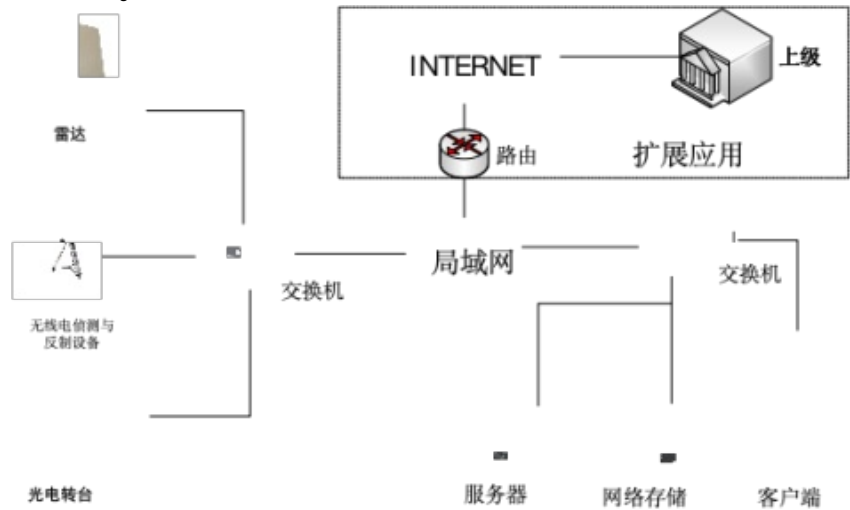 INTERNET
上级
雷达
路由
扩展应用
局域网
交换机
交换机
无线电侦测与
反制设备
光电转台
服务器
网络存储
客户端